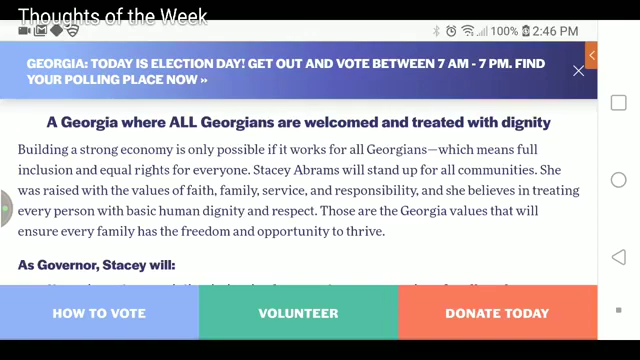 Thoughts of the Week
100% 2:46 PM
GEORGIA: TODAY IS ELECTION DAY! GET OUT AND VOTE BETWEEN 7 AM - 7 PM. FIND
YOUR POLLING PLACE NOW »
A Georgia where ALL Georgians are welcomed and treated with dignity
Building a strong economy is only possible if it works for all Georgians—which means full
inclusion and equal rights for everyone. Stacey Abrams will stand up for all communities. She
was raised with the values of faith, family, service, and responsibility, and she believes in treating
every person with basic human dignity and respect. Those are the Georgia values that will
ensure every family has the freedom and opportunity to thrive.
As Governor, Stacey will:
HOW TO VOTE
VOLUNTEER
DONATE TODAY